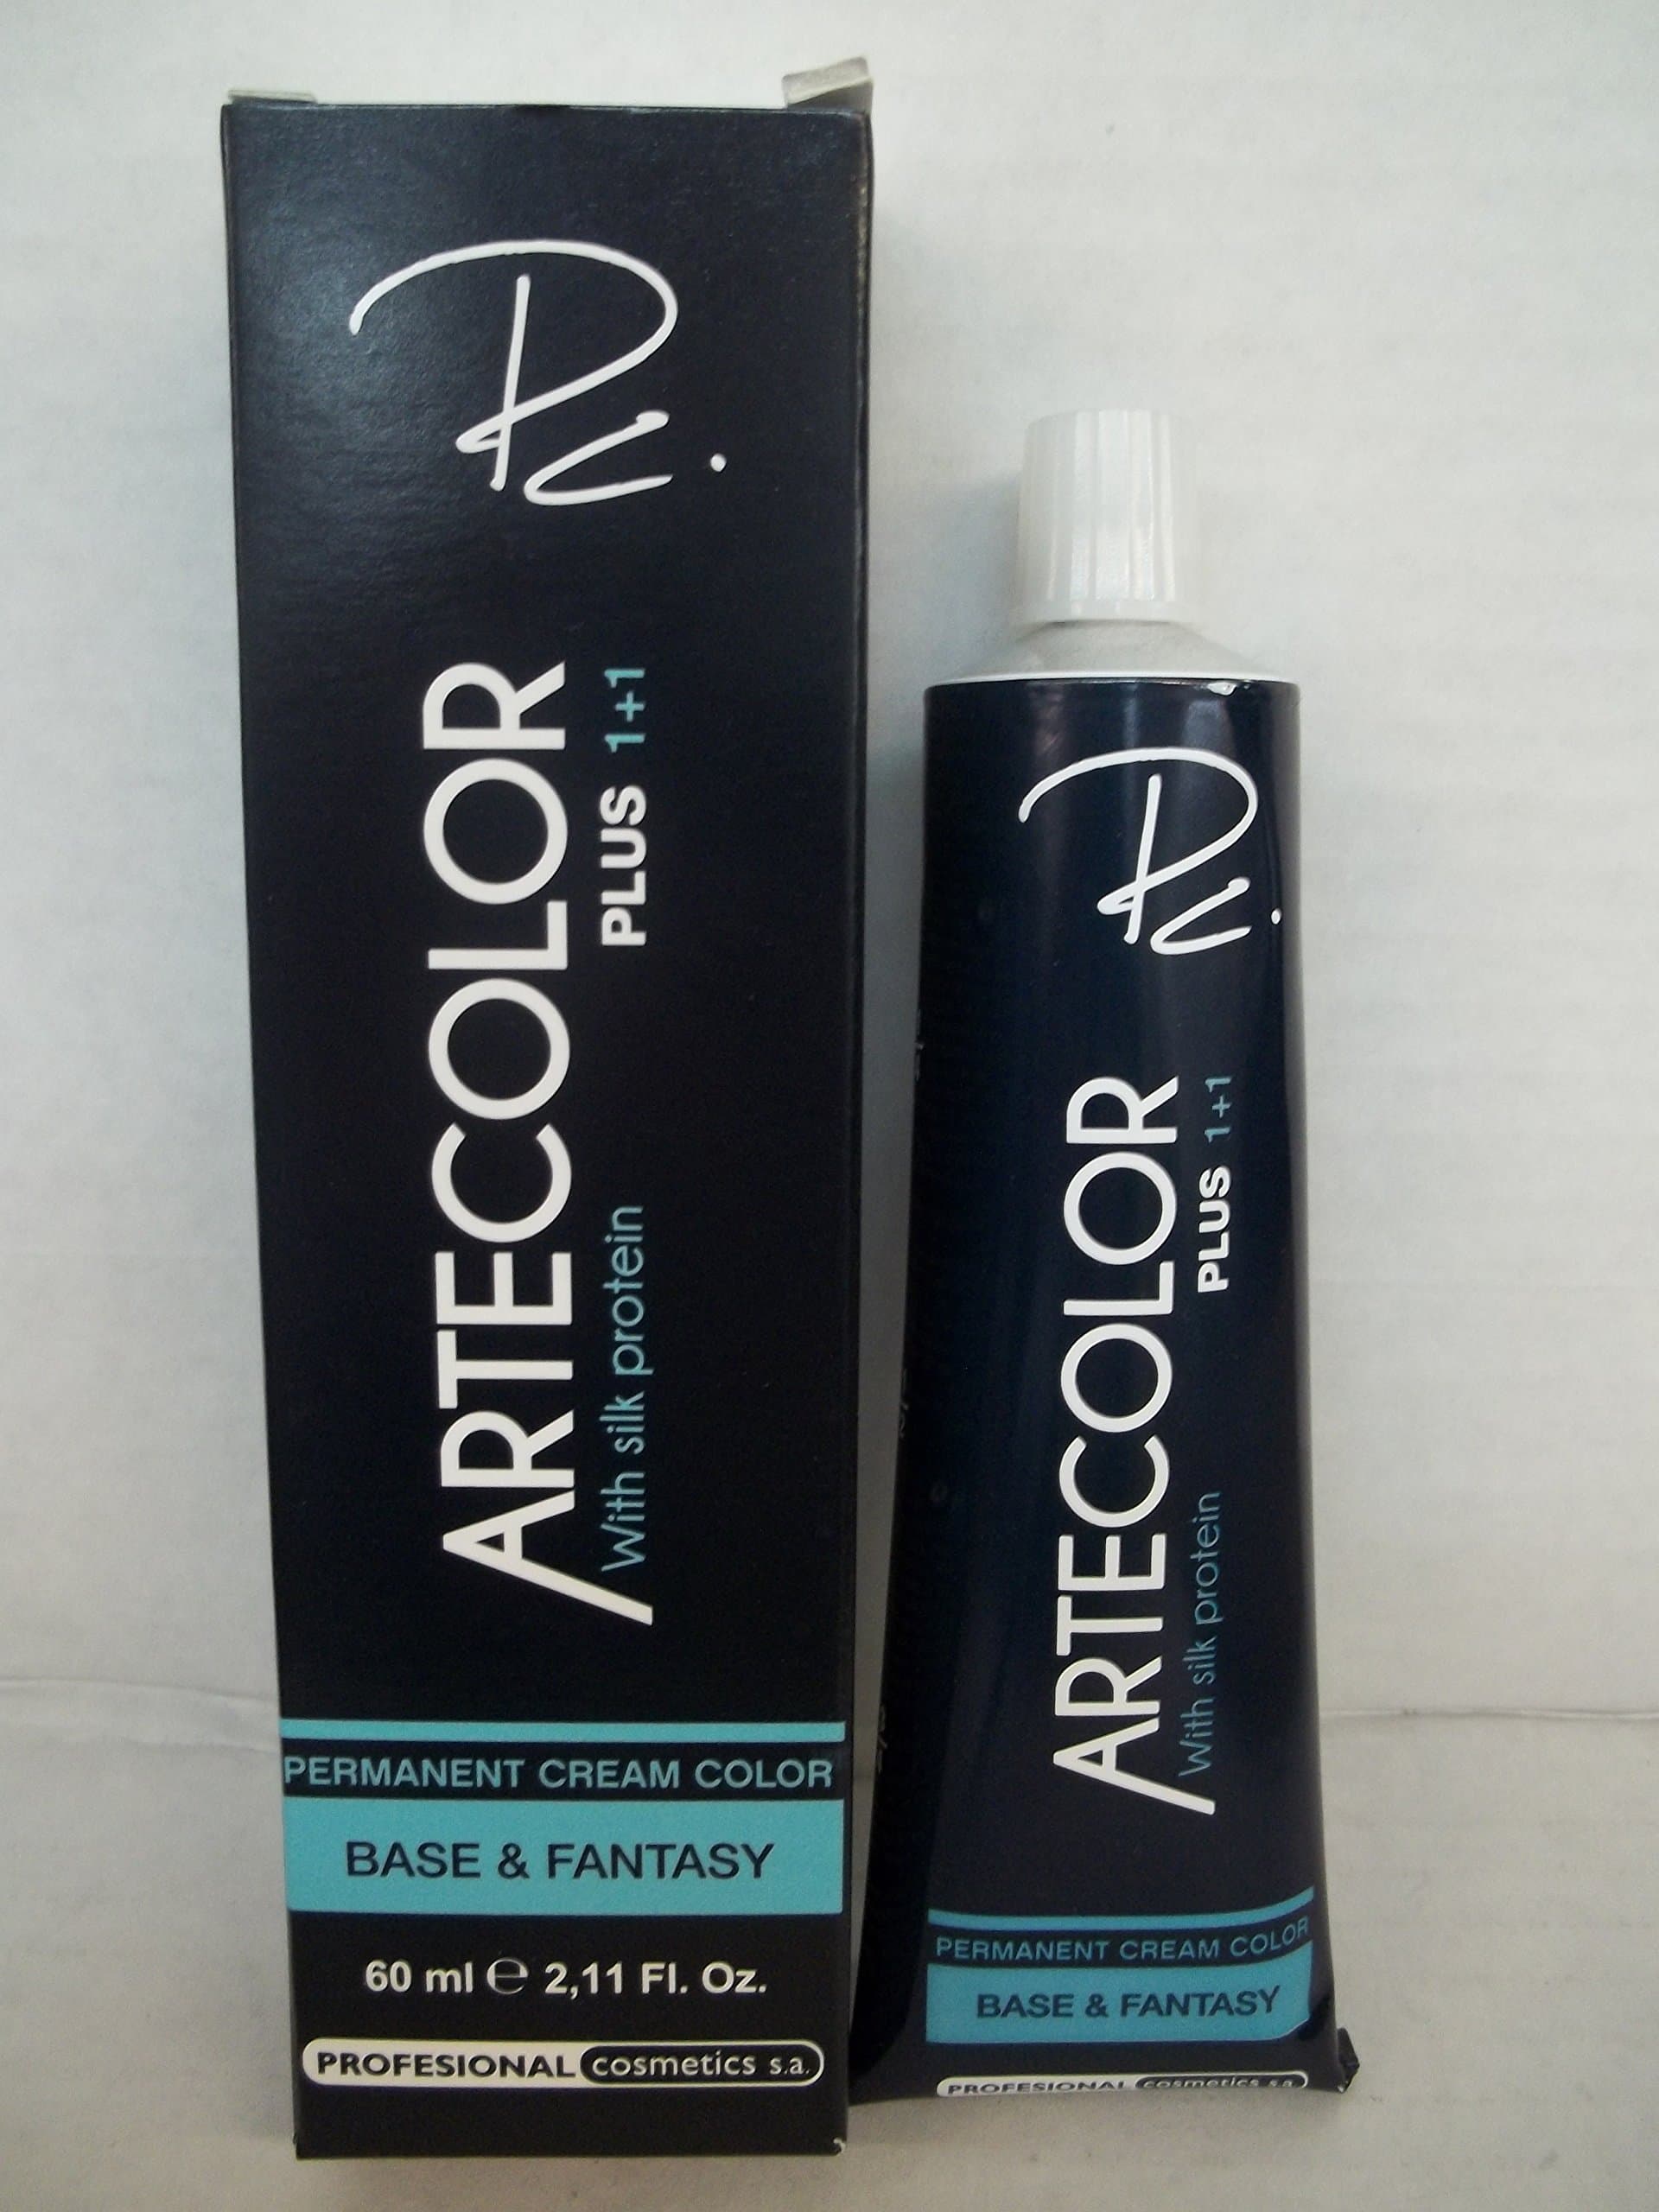 Pi.
ARTECOLOR
With silk protein PLUS 1+1
PERMANENT CREAM COLOR
BASE & FANTASY
60 ml e 2,11 Fl. Oz.
PROFESIONAL cosmetics s.a.
Pi.
ARTECOLOR
With silk protein PLUS 1+1
PERMANENT CREAM COLOR
BASE & FANTASY
PROFESIONAL cosmetics s.a.